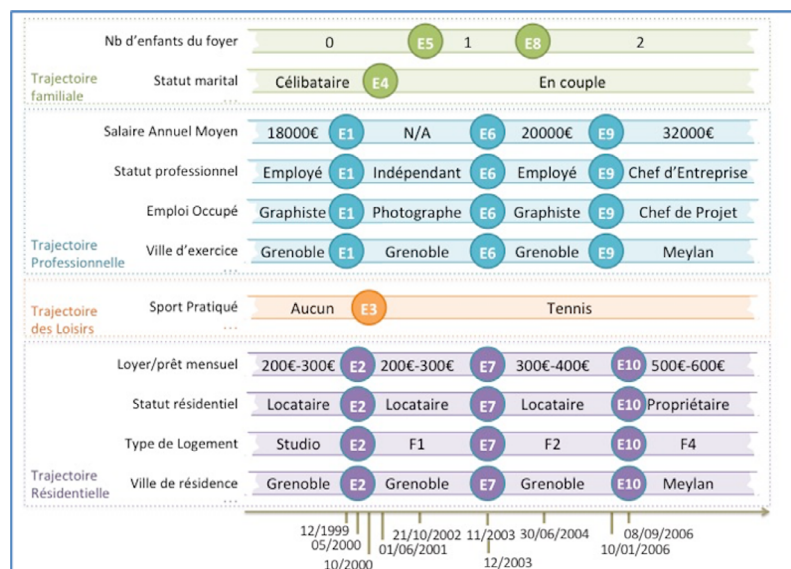 Nb d'enfants du foyer 0 E5 1 E8 2
Trajectoire familiale
Statut marital Célibataire E4 En couple
...
Salaire Annuel Moyen 18000€ E1 N/A E6 20000€ E9 32000€
Statut professionnel Employé E1 Indépendant E6 Employé E9 Chef d'Entreprise
Emploi Occupé Graphiste E1 Photographe E6 Graphiste E9 Chef de Projet
Trajectoire Professionnelle
Ville d'exercice Grenoble E1 Grenoble E6 Grenoble E9 Meylan
...
Sport Pratiqué Aucun E3 Tennis
Trajectoire des Loisirs
...
Loyer/prêt mensuel 200€-300€ E2 200€-300€ E7 300€-400€ E10 500€-600€
Statut résidentiel Locataire E2 Locataire E7 Locataire E10 Propriétaire
Type de Logement Studio E2 F1 E7 F2 E10 F4
Trajectoire Résidentielle
Ville de résidence Grenoble E2 Grenoble E7 Grenoble E10 Meylan
...
12/1999 21/10/2002 11/2003 30/06/2004 08/09/2006
05/2000 01/06/2001 10/01/2006
10/2000 12/2003